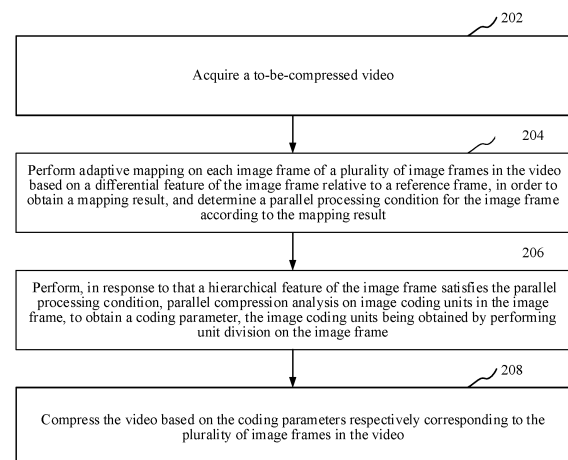 202
Acquire a to-be-compressed video
204
Perform adaptive mapping on each image frame of a plurality of image frames in the video
based on a differential feature of the image frame relative to a reference frame, in order to
obtain a mapping result, and determine a parallel processing condition for the image frame
according to the mapping result
206
Perform, in response to that a hierarchical feature of the image frame satisfies the parallel
processing condition, parallel compression analysis on image coding units in the image
frame, to obtain a coding parameter, the image coding units being obtained by performing
unit division on the image frame
208
Compress the video based on the coding parameters respectively corresponding to the
plurality of image frames in the video